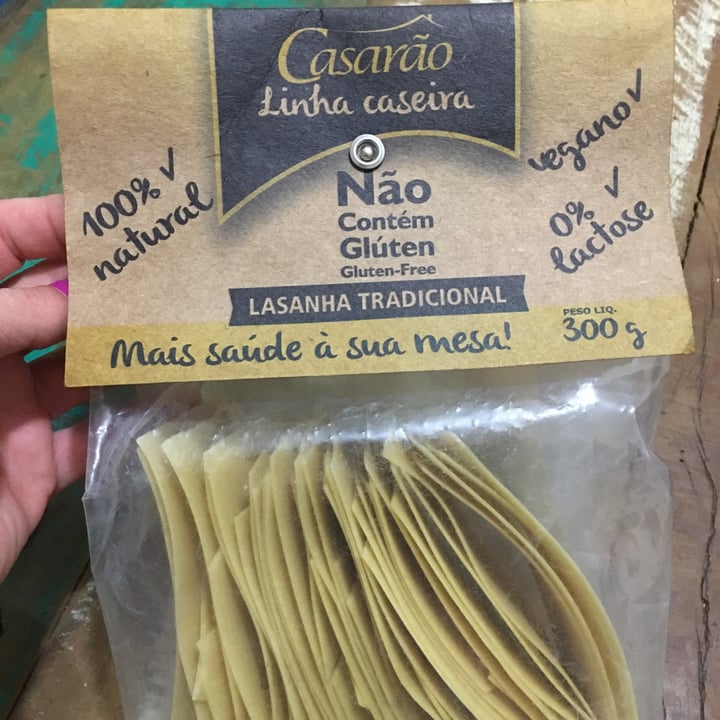 Casarão
Linha caseira
100% ✓
natural
Não
Contém
Glúten
Gluten-Free
vegano ✓
0% ✓
lactose
LASANHA TRADICIONAL
PESO LIQ.
300 g
Mais saúde à sua mesa!